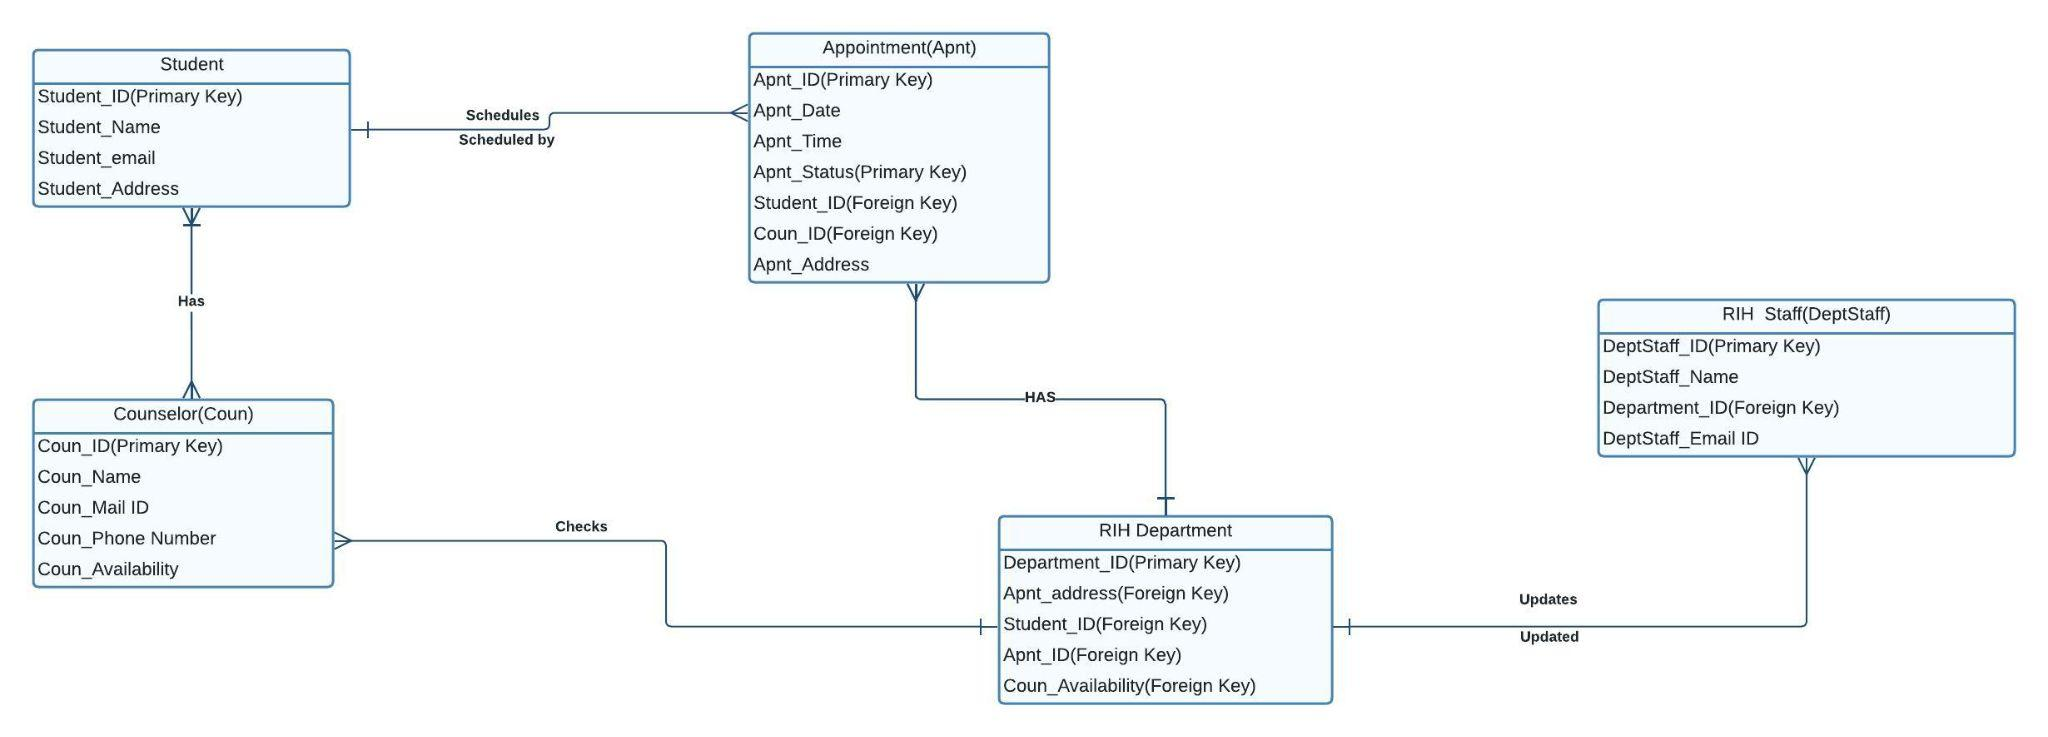 Student
Student_ID(Primary Key)
Student_Name
Student_email
Student_Address
Schedules
Scheduled by
Appointment(Apnt)
Apnt_ID(Primary Key)
Apnt_Date
Apnt_Time
Apnt_Status(Primary Key)
Student_ID(Foreign Key)
Coun_ID(Foreign Key)
Apnt_Address
Has
HAS
Counselor(Coun)
Coun_ID(Primary Key)
Coun_Name
Coun_Mail ID
Coun_Phone Number
Coun_Availability
Checks
RIH Department
Department_ID(Primary Key)
Apnt_address(Foreign Key)
Student_ID(Foreign Key)
Apnt_ID(Foreign Key)
Coun_Availability(Foreign Key)
Updates
Updated
RIH  Staff(DeptStaff)
DeptStaff_ID(Primary Key)
DeptStaff_Name
Department_ID(Foreign Key)
DeptStaff_Email ID